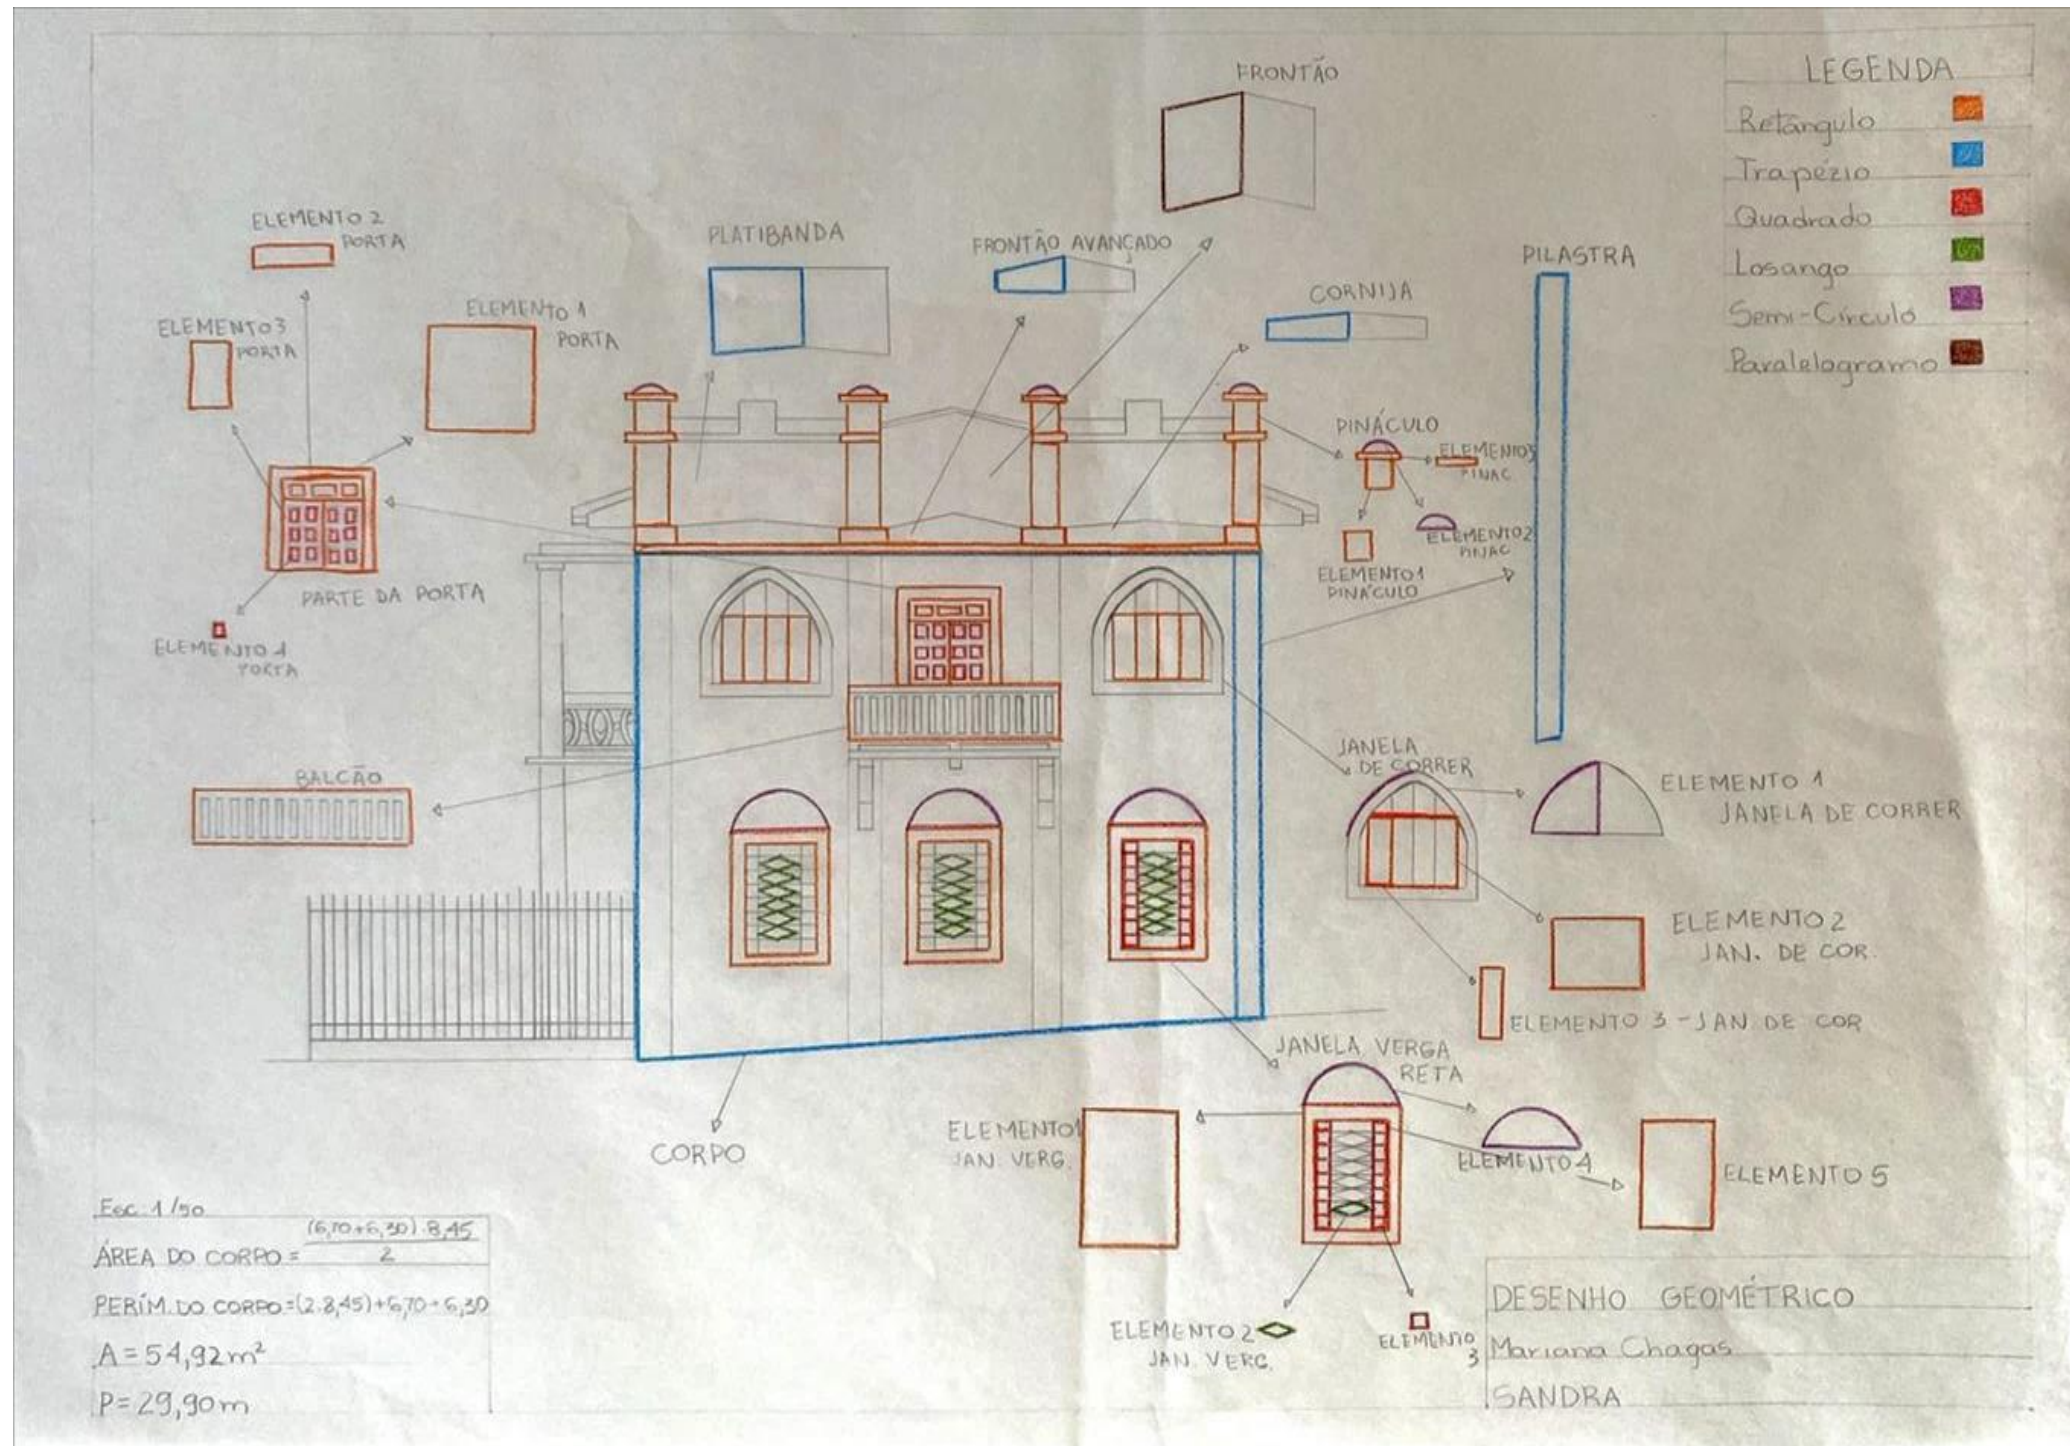 FRONTÃO
LEGENDA
Retângulo
Trapézio
Quadrado
Losango
Semi-Círculo
Paralelogramo
ELEMENTO 2
PORTA
PLATIBANDA
FRONTÃO AVANÇADO
PILASTRA
CORNIJA
ELEMENTO 3
PORTA
ELEMENTO 1
PORTA
PINÁCULO
ELEMENTO 3
PINAC
ELEMENTO 2
PINAC
ELEMENTO 1
PINÁCULO
PARTE DA PORTA
ELEMENTO 4
PORTA
JANELA
DE CORRER
BALCÃO
ELEMENTO 1
JANELA DE CORRER
ELEMENTO 2
JAN. DE COR.
ELEMENTO 3 - JAN. DE COR
JANELA VERGA
RETA
ELEMENTO 1
JAN. VERG.
CORPO
ELEMENTO 4
ELEMENTO 5
Esc. 1/50
ÁREA DO CORPO = (6,70+6,30).8,45
2
PERÍM. DO CORPO = (2.8,45)+6,70+6,30
A = 54,92m²
P = 29,90m
ELEMENTO 2
JAN. VERG.
ELEMENTO
3
DESENHO GEOMÉTRICO
Mariana Chagas
SANDRA